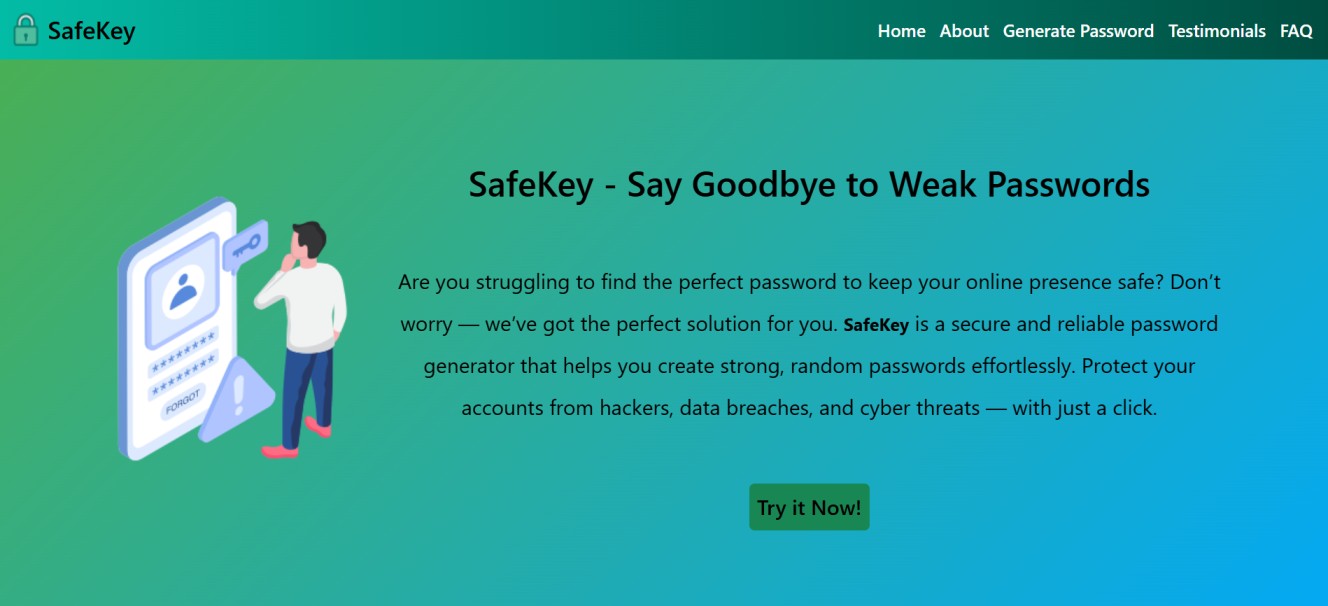 SafeKey
Home About Generate Password Testimonials FAQ
SafeKey - Say Goodbye to Weak Passwords
Are you struggling to find the perfect password to keep your online presence safe? Don’t
worry — we’ve got the perfect solution for you. SafeKey is a secure and reliable password
generator that helps you create strong, random passwords effortlessly. Protect your
accounts from hackers, data breaches, and cyber threats — with just a click.
Try it Now!
********
********
FORGOT
!